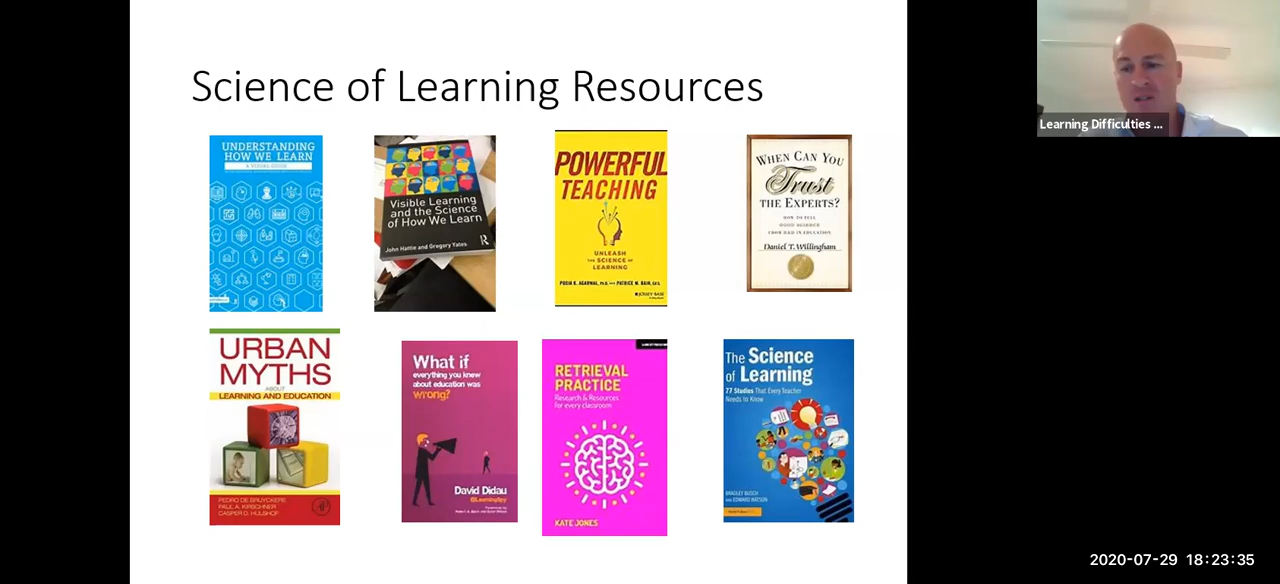 Science of Learning Resources
UNDERSTANDING
HOW WE LEARN
A VISUAL GUIDE
Visible Learning
and the Science
of How We Learn
John Hattie and Gregory Yates
R
POWERFUL
TEACHING
UNLEASH
THE SCIENCE OF
LEARNING
POOJA K. AGARWAL, Ph.D. AND PATRICE M. BAIN, Ed.S.
WHEN CAN YOU
Trust
THE EXPERTS?
HOW TO TELL
GOOD SCIENCE
FROM BAD IN EDUCATION
Daniel T. Willingham
URBAN
MYTHS
ABOUT
LEARNING AND EDUCATION
PEDRO DE BRUYCKERE
PAUL A. KIRSCHNER
CASPER D. HULSHOF
What if
everything you knew
about education was
wrong?
David Didau
@LearningSpy
RETRIEVAL
PRACTICE
Research & Resources
for every classroom
KATE JONES
The Science
of Learning
77 Studies That Every Teacher
Needs to Know
BRADLEY BUSCH
AND EDWARD WATSON
Learning Difficulties ...
2020-07-29 18:23:35